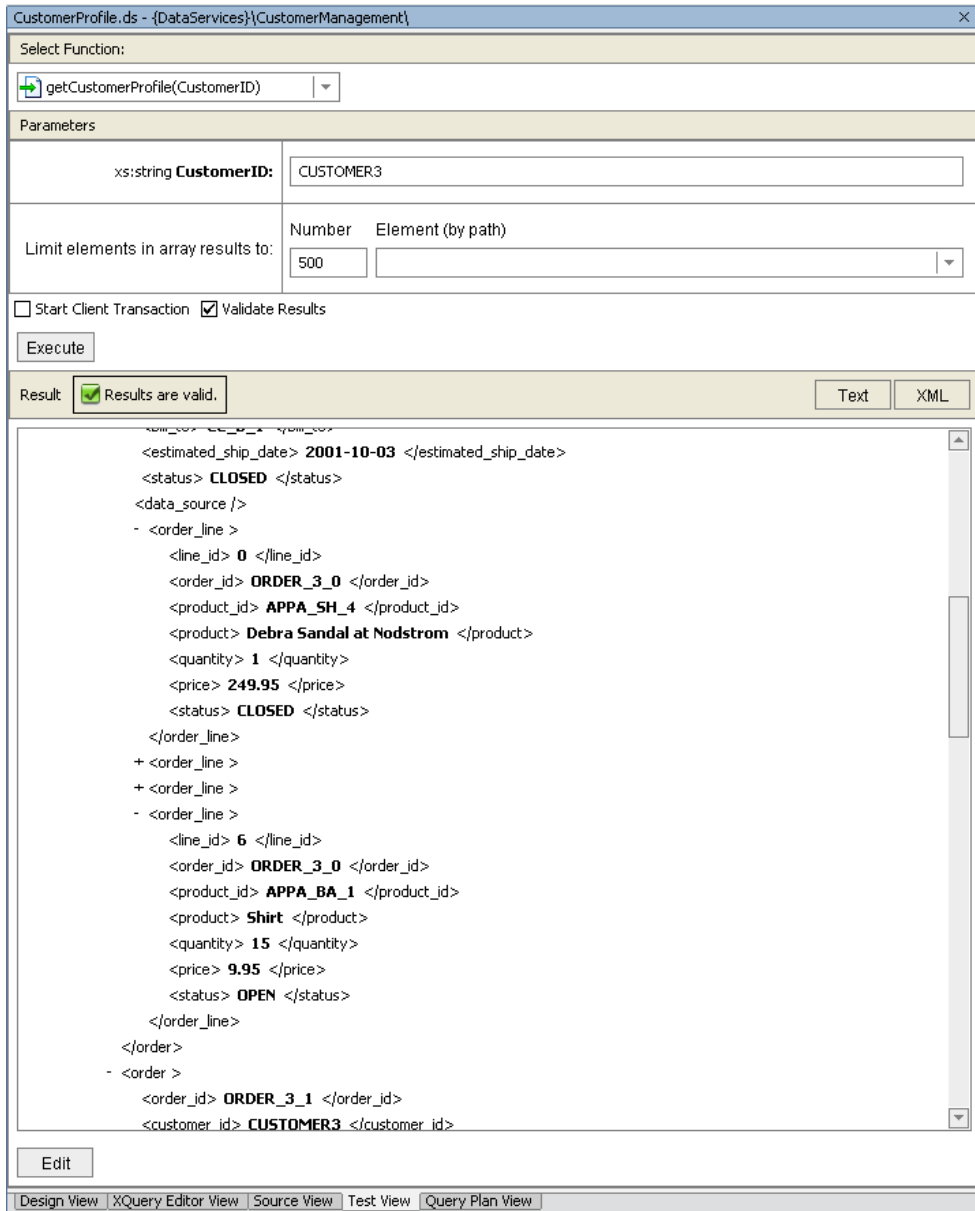 CustomerProfile.ds - {DataServices}\CustomerManagement\
Select Function:
getCustomerProfile(CustomerID)
Parameters
xs:string CustomerID: CUSTOMER3
Number Element (by path)
Limit elements in array results to:
500
Start Client Transaction Validate Results
Execute
Result Results are valid. Text XML
<estimated_ship_date> 2001-10-03 </estimated_ship_date>
<status> CLOSED </status>
<data_source />
- <order_line >
<line_id> 0 </line_id>
<order_id> ORDER_3_0 </order_id>
<product_id> APPA_SH_4 </product_id>
<product> Debra Sandal at Nodstrom </product>
<quantity> 1 </quantity>
<price> 249.95 </price>
<status> CLOSED </status>
</order_line>
+ <order_line >
+ <order_line >
- <order_line >
<line_id> 6 </line_id>
<order_id> ORDER_3_0 </order_id>
<product_id> APPA_BA_1 </product_id>
<product> Shirt </product>
<quantity> 15 </quantity>
<price> 9.95 </price>
<status> OPEN </status>
</order_line>
</order>
- <order >
<order_id> ORDER_3_1 </order_id>
<customer_id> CUSTOMER3 </customer_id>
Edit
Design View XQuery Editor View Source View Test View Query Plan View